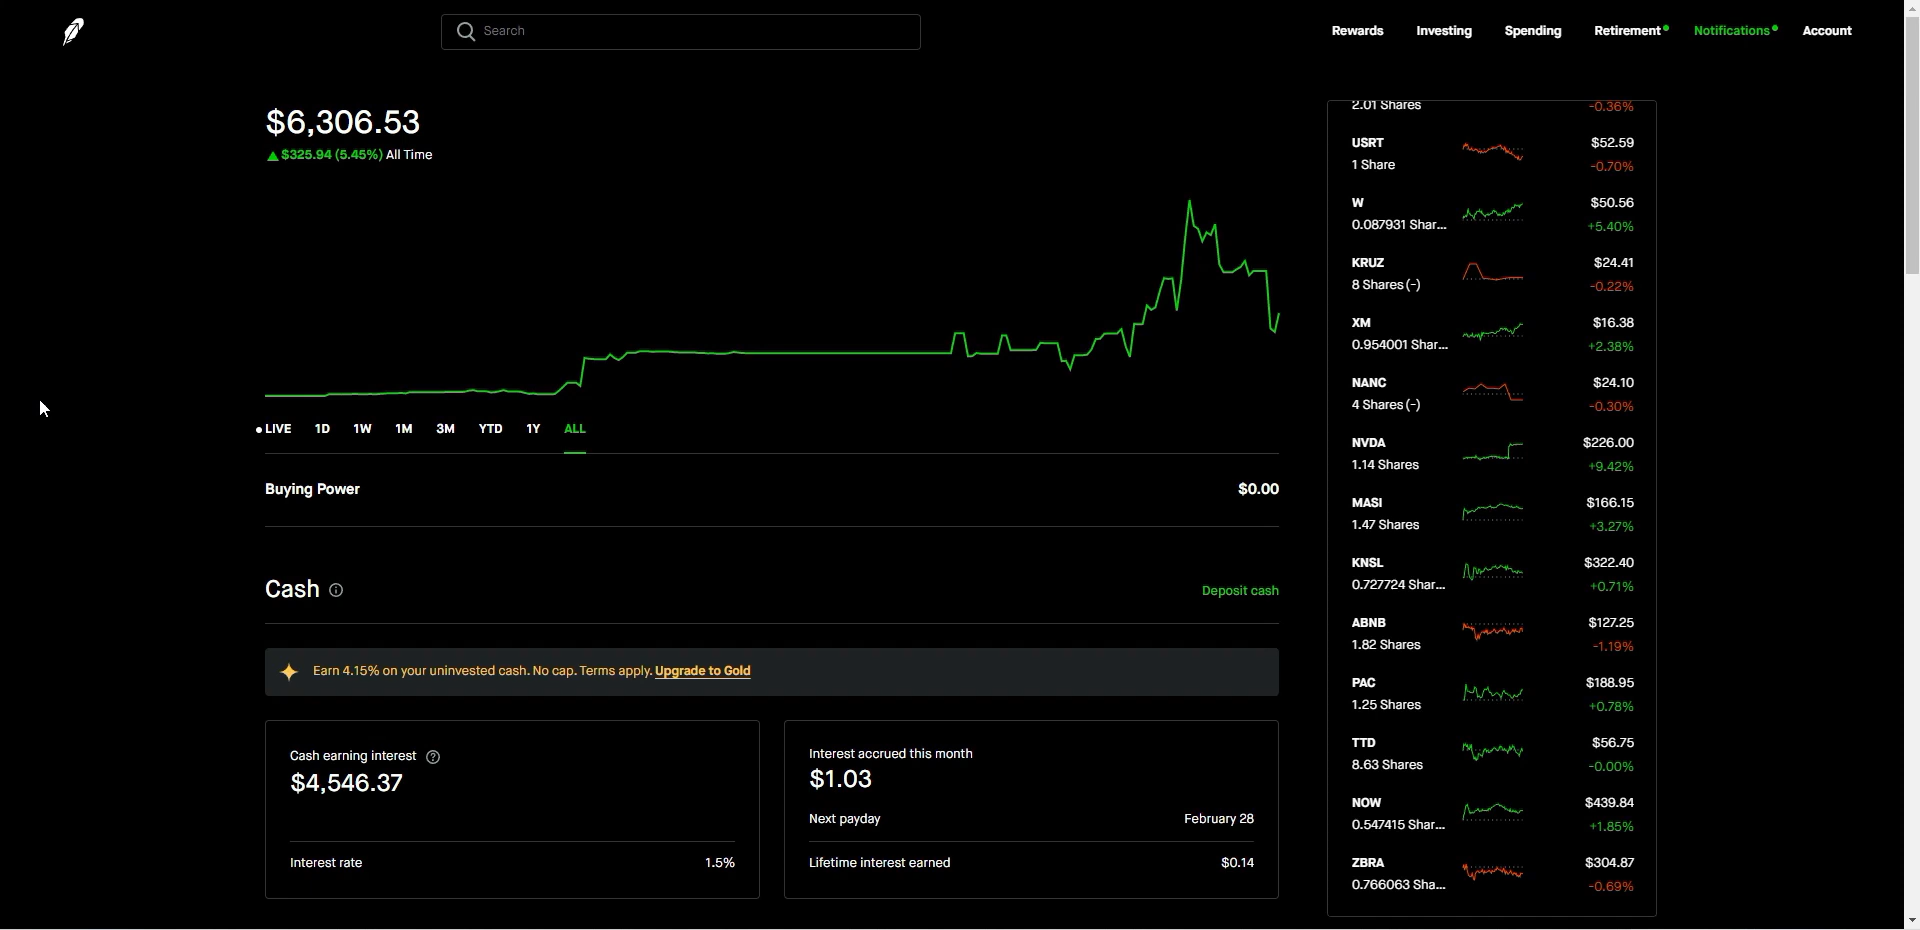 Search
Rewards
Investing
Spending
Retirement
Notifications
Account
$6,306.53
$325.94 (5.45%) All Time
LIVE
1D
1W
1M
3M
YTD
1Y
ALL
Buying Power
$0.00
Cash
Deposit cash
Earn 4.15% on your uninvested cash. No cap. Terms apply. Upgrade to Gold
Cash earning interest
$4,546.37
Interest rate
1.5%
Interest accrued this month
$1.03
Next payday
February 28
Lifetime interest earned
$0.14
2.01 Shares
-0.36%
USRT
$52.59
1 Share
-0.70%
W
$50.56
0.087931 Shar...
+5.40%
KRUZ
$24.41
8 Shares (-)
-0.22%
XM
$16.38
0.954001 Shar...
+2.38%
NANC
$24.10
4 Shares (-)
-0.30%
NVDA
$226.00
1.14 Shares
+9.42%
MASI
$166.15
1.47 Shares
+3.27%
KNSL
$322.40
0.727724 Shar...
+0.71%
ABNB
$127.25
1.82 Shares
-1.19%
PAC
$188.95
1.25 Shares
+0.78%
TTD
$56.75
8.63 Shares
-0.00%
NOW
$439.84
0.547415 Shar...
+1.85%
ZBRA
$304.87
0.766063 Sha...
-0.69%